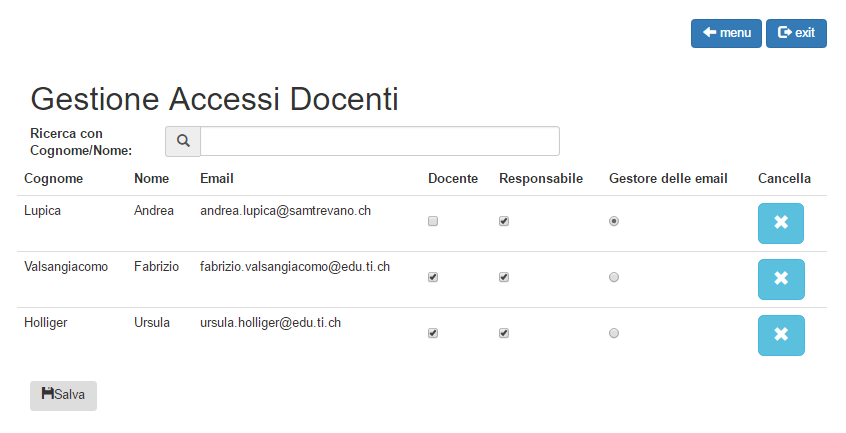 menu exit
Gestione Accessi Docenti
Ricerca con
Cognome/Nome:
Cognome Nome Email Docente Responsabile Gestore delle email Cancella
Lupica Andrea andrea.lupica@samtrevano.ch
Valsangiacomo Fabrizio fabrizio.valsangiacomo@edu.ti.ch
Holliger Ursula ursula.holliger@edu.ti.ch
Salva